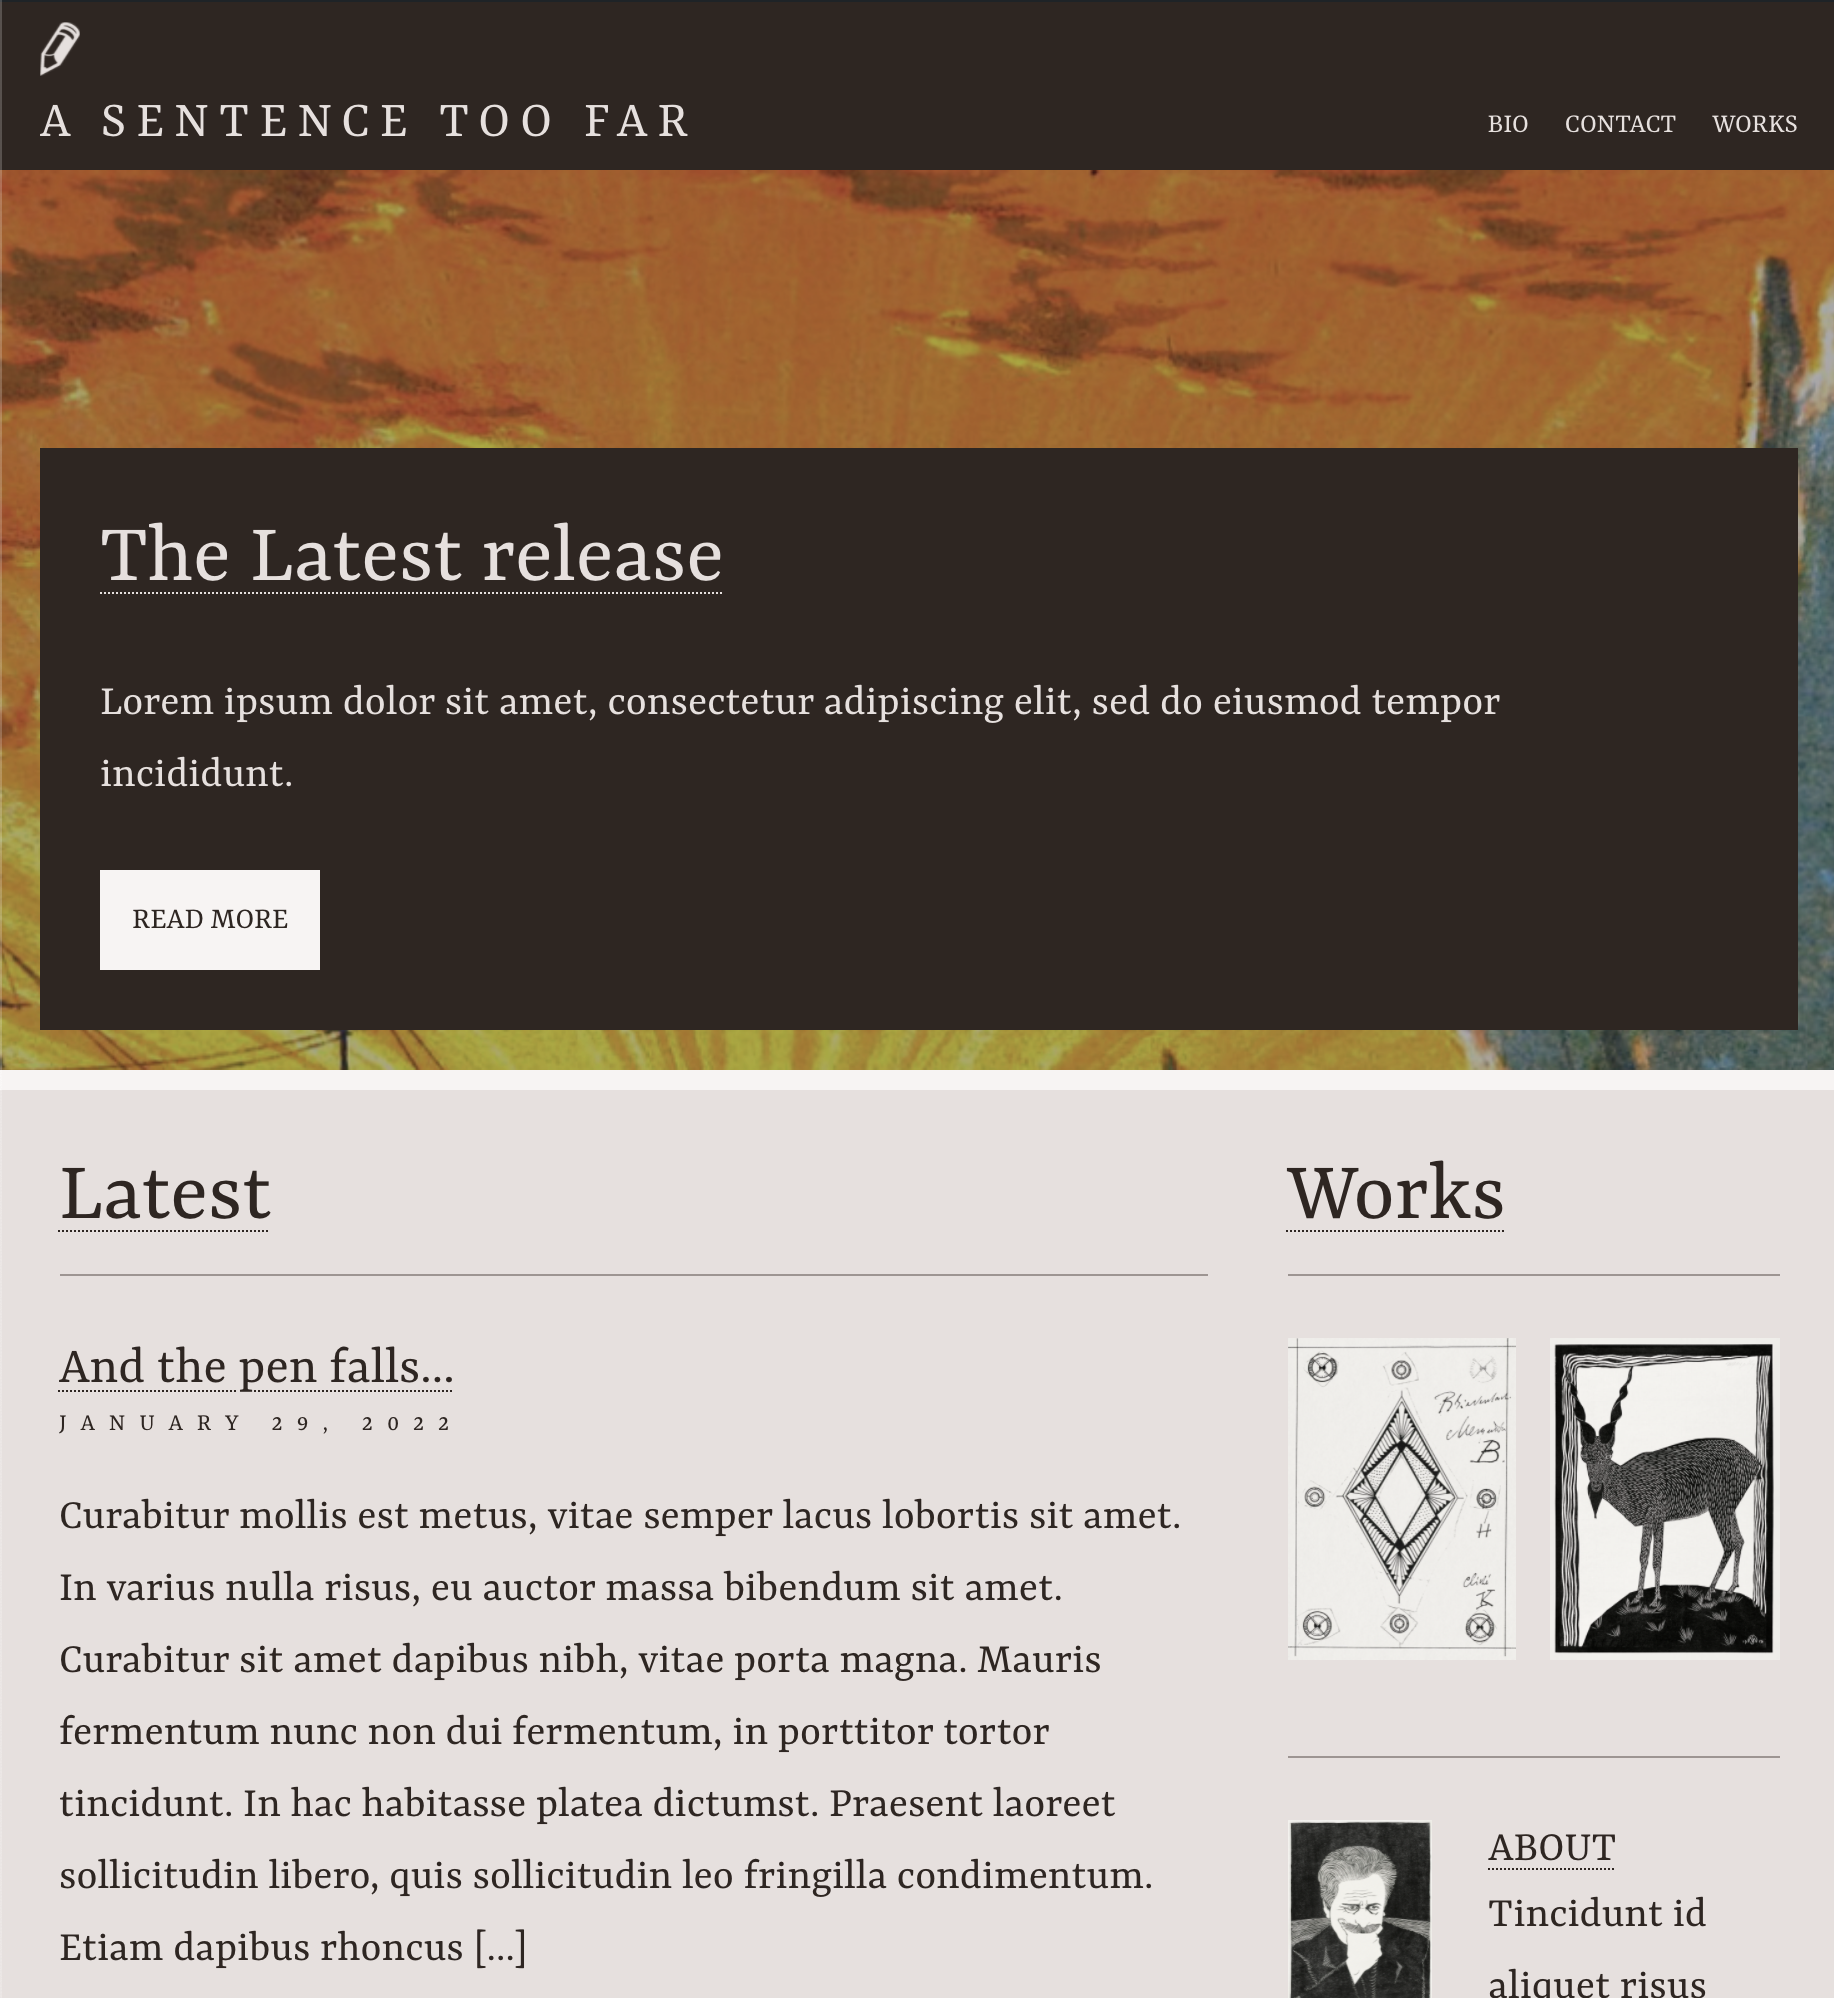 A SENTENCE TOO FAR
BIO CONTACT WORKS
The Latest release
Lorem ipsum dolor sit amet, consectetur adipiscing elit, sed do eiusmod tempor
incididunt.
READ MORE
Latest
And the pen falls…
JANUARY 29, 2022
Curabitur mollis est metus, vitae semper lacus lobortis sit amet.
In varius nulla risus, eu auctor massa bibendum sit amet.
Curabitur sit amet dapibus nibh, vitae porta magna. Mauris
fermentum nunc non dui fermentum, in porttitor tortor
tincidunt. In hac habitasse platea dictumst. Praesent laoreet
sollicitudin libero, quis sollicitudin leo fringilla condimentum.
Etiam dapibus rhoncus […]
Works
B.
H
K
ABOUT
Tincidunt id
aliquet risus